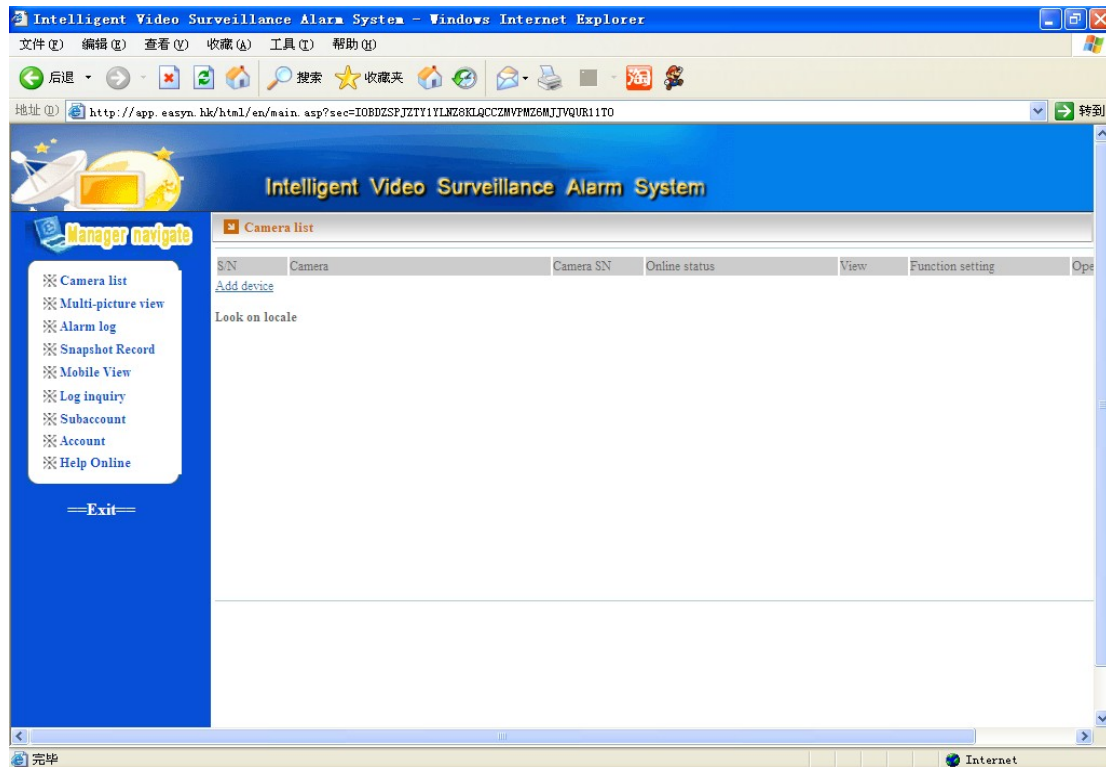 Intelligent Video Surveillance Alarm System - Windows Internet Explorer
文件(F) 编辑(E) 查看(V) 收藏(A) 工具(T) 帮助(H)
后退 搜索 收藏夹 淘
地址(D) http://app.easyn.hk/html/en/main.asp?sec=IOBDZSPJZTY1YLNZ8KLQCCZMVPMZ6MJJVQUR11TO 转到
Intelligent Video Surveillance Alarm System
Manager navigate
Camera list
S/N Camera Camera SN Online status View Function setting Ope
Add device
Look on locale
※ Camera list
※ Multi-picture view
※ Alarm log
※ Snapshot Record
※ Mobile View
※ Log inquiry
※ Subaccount
※ Account
※ Help Online
==Exit==
完毕 Internet